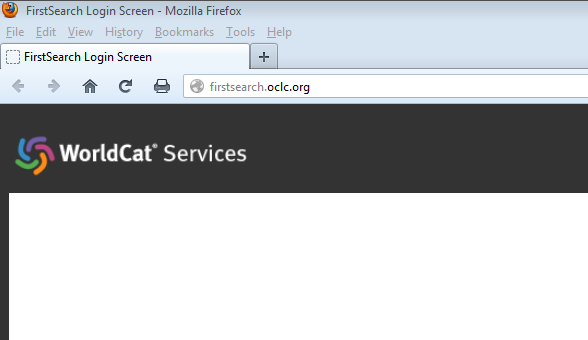 FirstSearch Login Screen - Mozilla Firefox
File Edit View History Bookmarks Tools Help
FirstSearch Login Screen +
firstsearch.oclc.org
WorldCat® Services